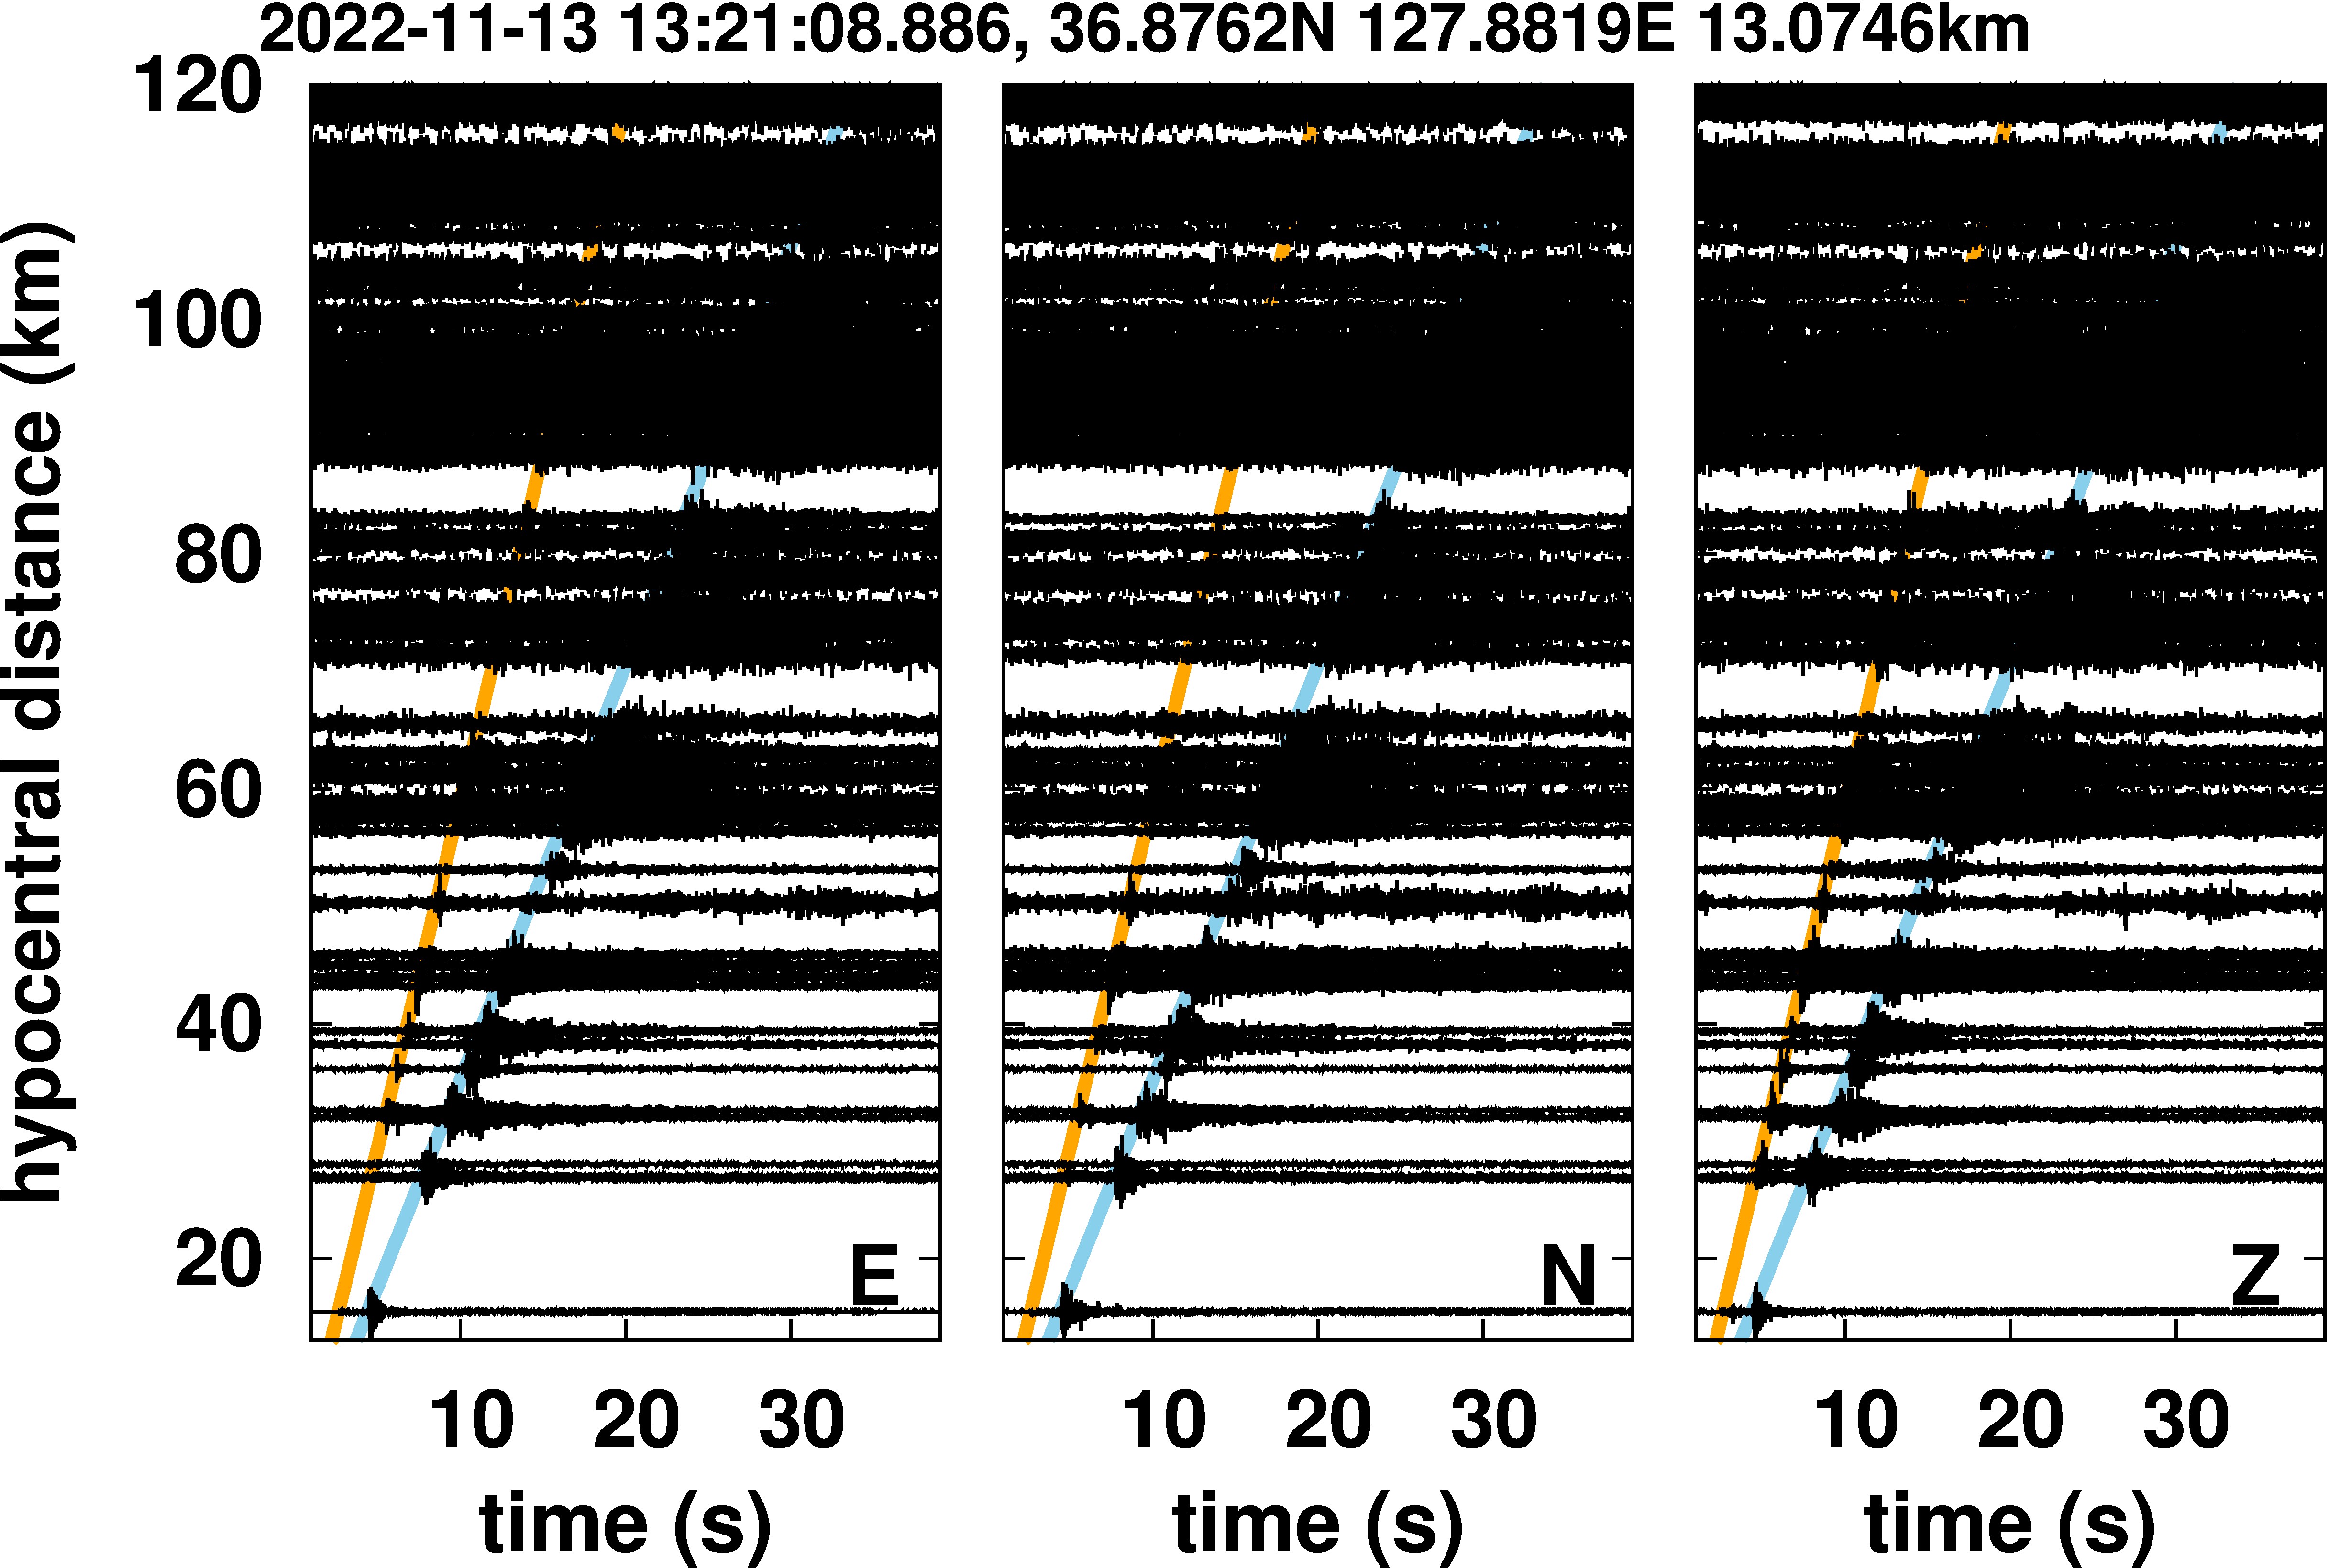 2022-11-13 13:21:08.886, 36.8762N 127.8819E 13.0746km
hypocentral distance (km)
120
100
80
60
40
20
E
N
Z
10 20 30
10 20 30
10 20 30
time (s)
time (s)
time (s)